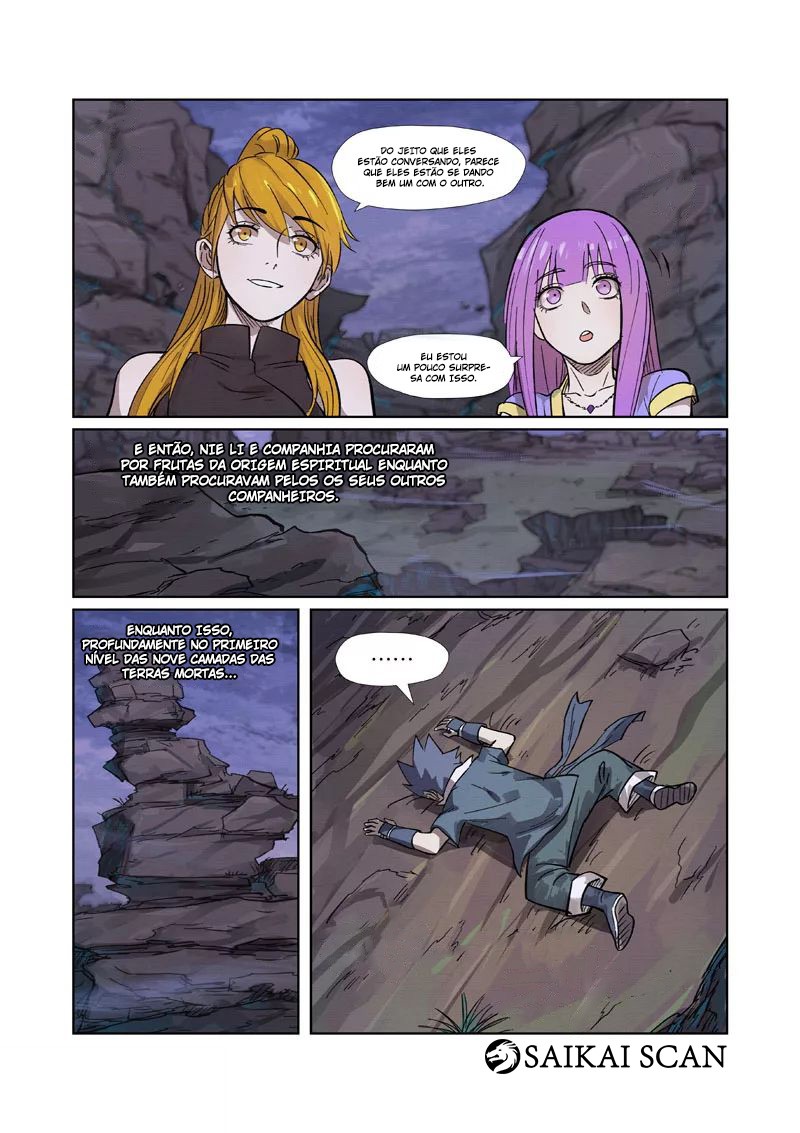 DO JEITO QUE ELES
ESTÃO CONVERSANDO, PARECE
QUE ELES ESTÃO SE DANDO
BEM UM COM O OUTRO.
EU ESTOU
UM POUCO SURPRE-
SA COM ISSO.
E ENTÃO, NIE LI E COMPANHIA PROCURARAM
POR FRUTAS DA ORIGEM ESPIRITUAL ENQUANTO
TAMBÉM PROCURAVAM PELOS OS SEUS OUTROS
COMPANHEIROS.
ENQUANTO ISSO,
PROFUNDAMENTE NO PRIMEIRO
NÍVEL DAS NOVE CAMADAS DAS
TERRAS MORTAS...
......
SAIKAI SCAN